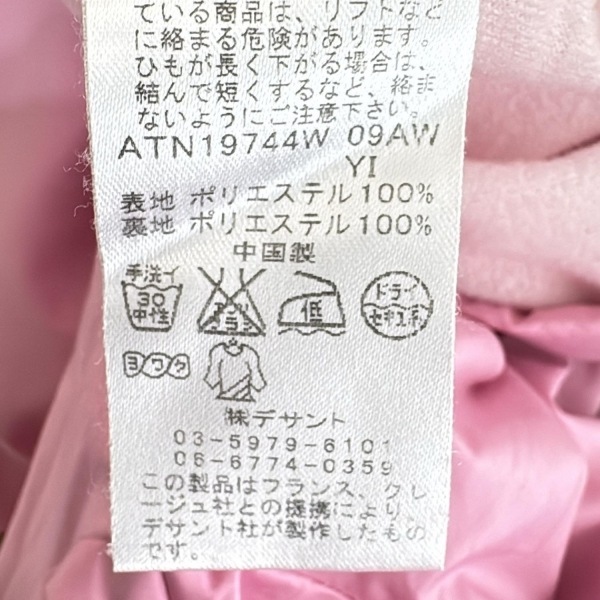 ている商品は、リフトなど
に絡まる危険があります。
ひもが長く下がる場合は、
結んで短くするなど、絡ま
ないようにご注意下さい。
ATN19744W 09AW
YI
表地 ポリエステル100%
裏地 ポリエステル100%
中国製
手洗イ
30
中性
エンソ
サラシ
低
ドライ
セキユ系
ヨワク
㈱デサント
03-5979-6101
06-6774-0359
この製品はフランス、クレ
ージュ社との提携により、
デサント社が製作したもの
です。